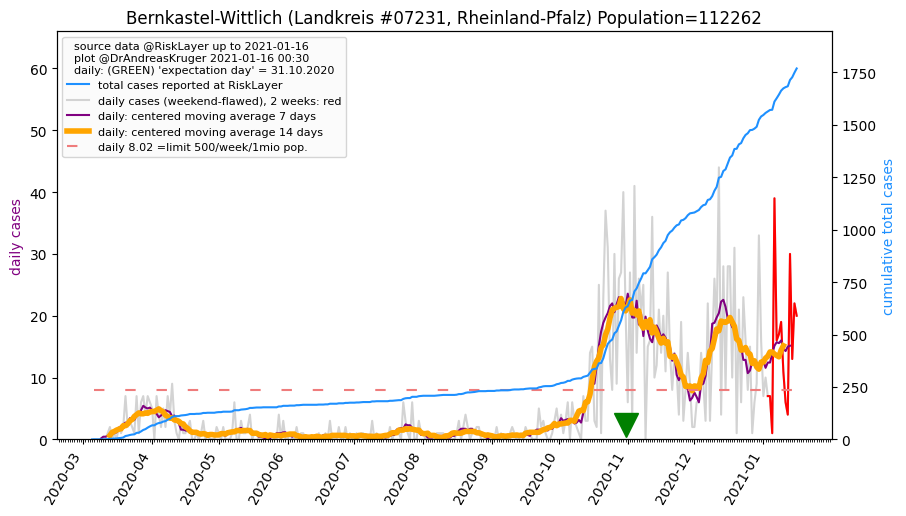 Bernkastel-Wittlich (Landkreis #07231, Rheinland-Pfalz) Population=112262
source data @RiskLayer up to 2021-01-16
plot @DrAndreasKruger 2021-01-16 00:30
daily: (GREEN) 'expectation day' = 31.10.2020
total cases reported at RiskLayer
daily cases (weekend-flawed), 2 weeks: red
daily: centered moving average 7 days
daily: centered moving average 14 days
daily 8.02 =limit 500/week/1mio pop.
daily cases
60
50
40
30
20
10
0
cumulative total cases
1750
1500
1250
1000
750
500
250
0
2020-03
2020-04
2020-05
2020-06
2020-07
2020-08
2020-09
2020-10
2020-11
2020-12
2021-01